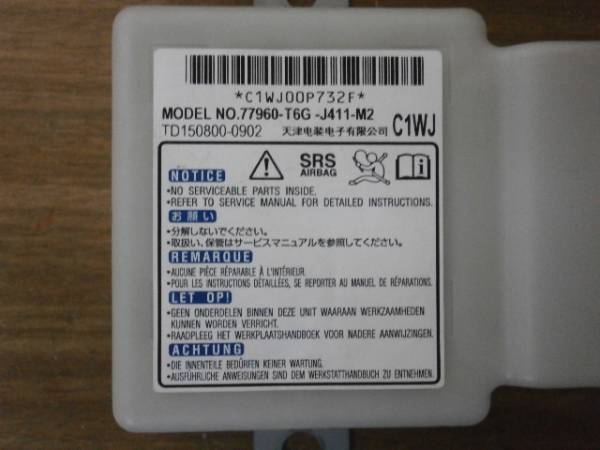 *C1WJ00P732F*
MODEL NO.77960-T6G -J411-M2
TD150800-0902 天津电装电子有限公司 C1WJ
SRS
AIRBAG
NOTICE
•NO SERVICEABLE PARTS INSIDE.
•REFER TO SERVICE MANUAL FOR DETAILED INSTRUCTIONS.
お願い
•分解しないでください。
•取扱い、保管はサービスマニュアルを参照してください。
REMARQUE
•AUCUNE PIÈCE RÉPARABLE À L'INTÉRIEUR.
•POUR LES INSTRUCTIONS DÉTAILLÉES, SE REPORTER AU MANUEL DE RÉPARATIONS.
LET OP!
•GEEN ONDERDELEN BINNEN DEZE UNIT WAARAAN WERKZAAMHEDEN
KUNNEN WORDEN VERRICHT.
•RAADPLEEG HET WERKPLAATSHANDBOEK VOOR NADERE AANWIJZINGEN.
ACHTUNG
•DIE INNENTEILE BEDÜRFEN KEINER WARTUNG.
•AUSFÜHRLICHE ANWEISUNGEN SIND DEM WERKSTATTHANDBUCH ZU ENTNEHMEN.